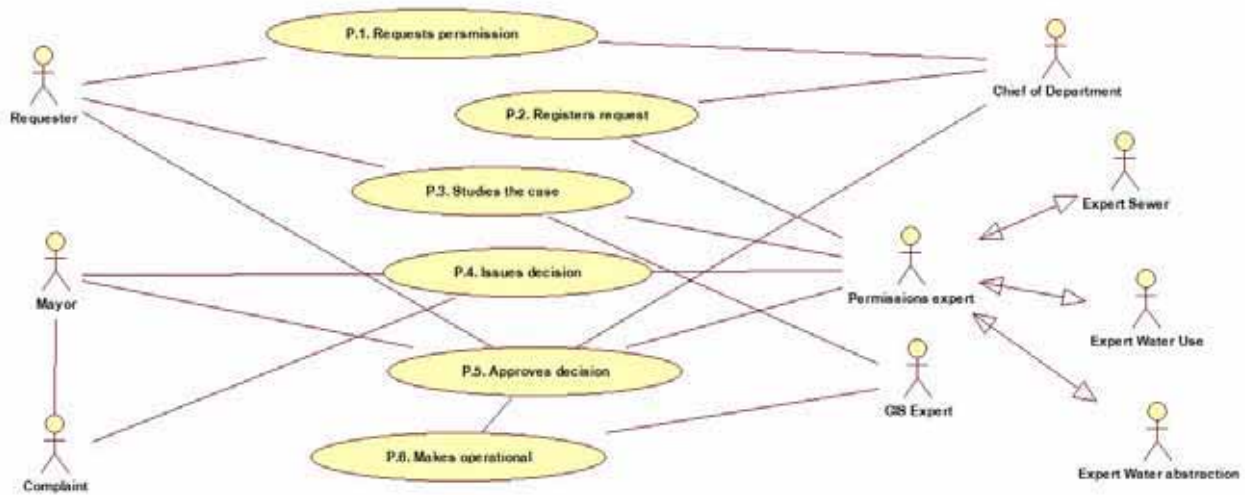 P.1. Requests persmission
Requester
Chief of Department
P.2. Registers request
P.3. Studies the case
Expert Sewer
P.4. Issues decision
Mayor
Permissions expert
Expert Water Use
P.5. Approves decision
GIS Expert
P.6. Makes operational
Complaint
Expert Water abstraction